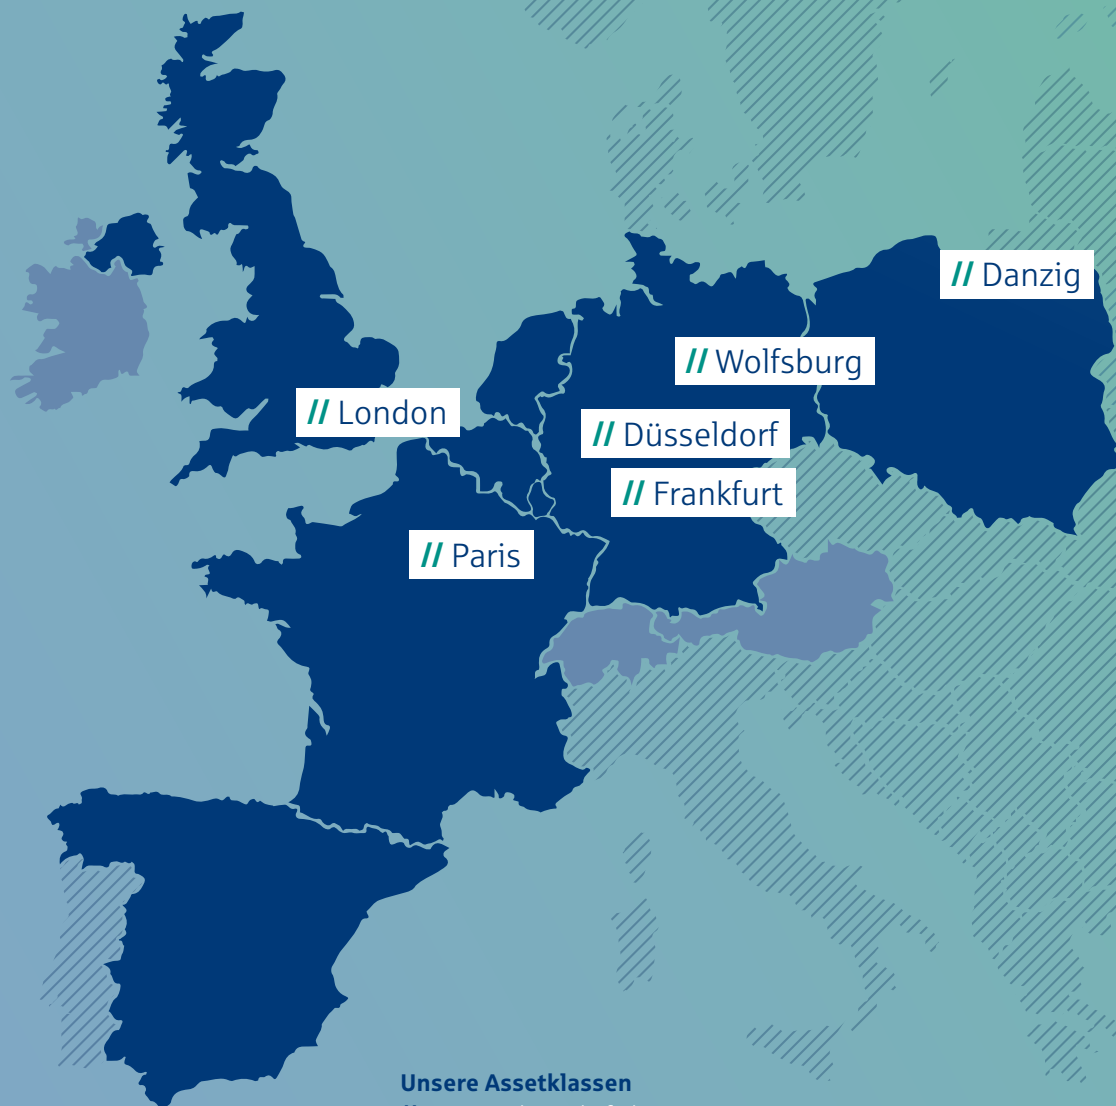 // Danzig
// Wolfsburg
// London
// Düsseldorf
// Frankfurt
// Paris
Unsere Assetklassen